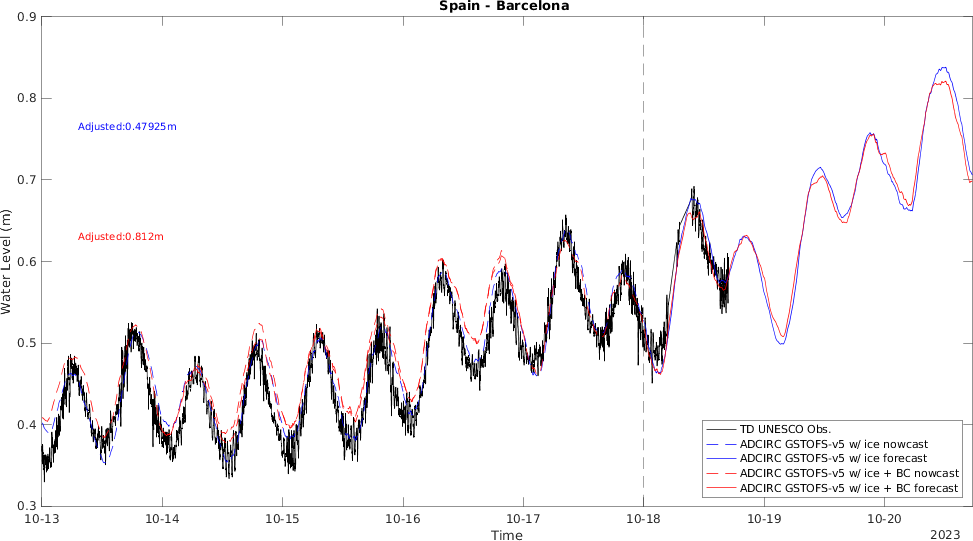 Spain - Barcelona
0.9
0.8
0.7
0.6
0.5
0.4
0.3
Water Level (m)
Adjusted:0.47925m
Adjusted:0.812m
TD UNESCO Obs.
ADCIRC GSTOFS-v5 w/ ice nowcast
ADCIRC GSTOFS-v5 w/ ice forecast
ADCIRC GSTOFS-v5 w/ ice + BC nowcast
ADCIRC GSTOFS-v5 w/ ice + BC forecast
10-13 10-14 10-15 10-16 10-17 10-18 10-19 10-20
Time
2023